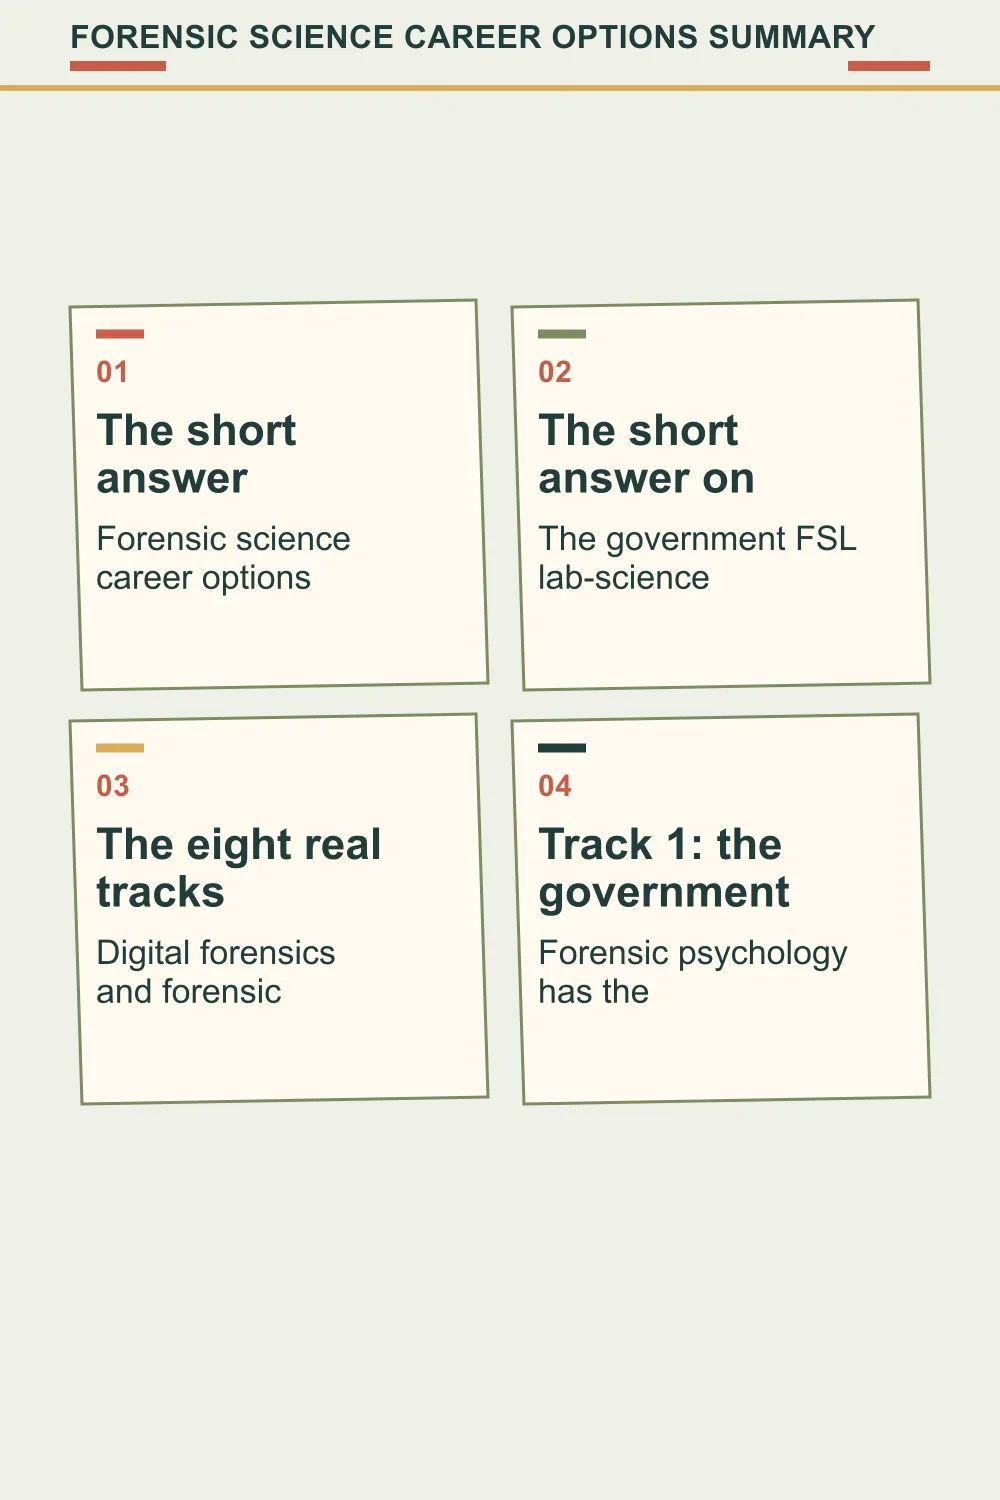 FORENSIC SCIENCE CAREER OPTIONS SUMMARY
01
The short
answer
Forensic science
career options
02
The short
answer on
The government FSL
lab-science
03
The eight real
tracks
Digital forensics
and forensic
04
Track 1: the
government
Forensic psychology
has the